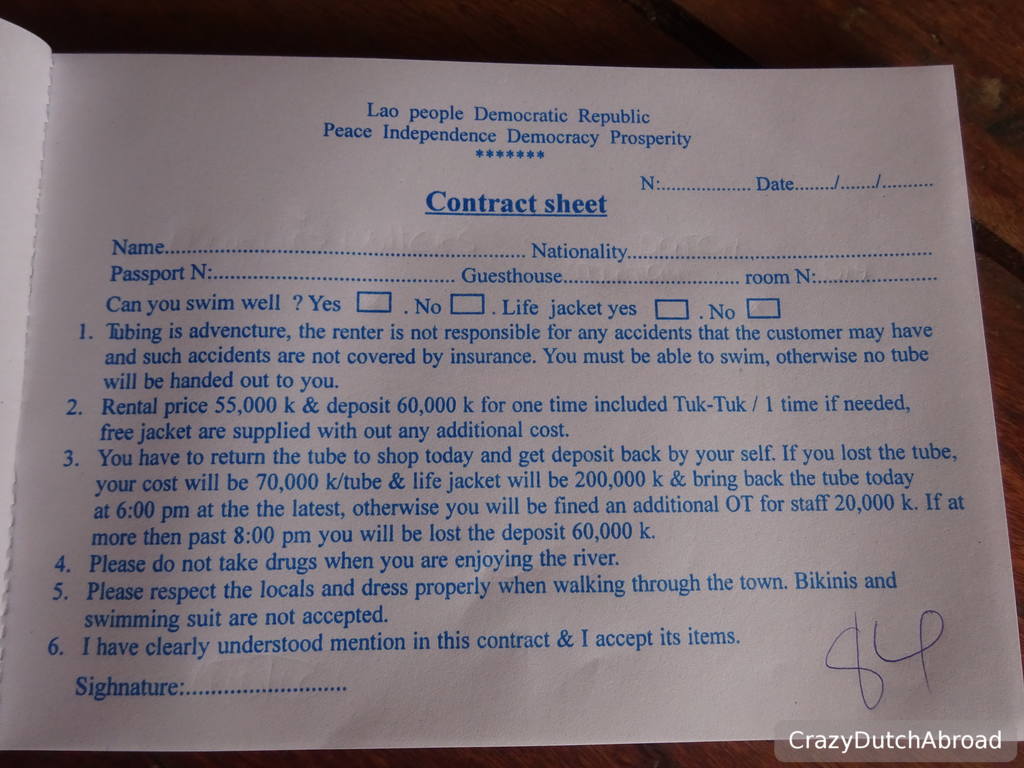 Lao people Democratic Republic
Peace Independence Democracy Prosperity
*******
N:.................. Date......../......./..........
Contract sheet
Name.................................................................... Nationality..........................................................
Passport N:.............................................. Guesthouse................................... room N:.......................
Can you swim well ? Yes □ . No □ . Life jacket yes □ . No □
1. Tubing is advencture, the renter is not responsible for any accidents that the customer may have
and such accidents are not covered by insurance. You must be able to swim, otherwise no tube
will be handed out to you.
2. Rental price 55,000 k & deposit 60,000 k for one time included Tuk-Tuk / 1 time if needed,
free jacket are supplied with out any additional cost.
3. You have to return the tube to shop today and get deposit back by your self. If you lost the tube,
your cost will be 70,000 k/tube & life jacket will be 200,000 k & bring back the tube today
at 6:00 pm at the the latest, otherwise you will be fined an additional OT for staff 20,000 k. If at
more then past 8:00 pm you will be lost the deposit 60,000 k.
4. Please do not take drugs when you are enjoying the river.
5. Please respect the locals and dress properly when walking through the town. Bikinis and
swimming suit are not accepted.
6. I have clearly understood mention in this contract & I accept its items.
84
Sighnature:...........................
CrazyDutchAbroad